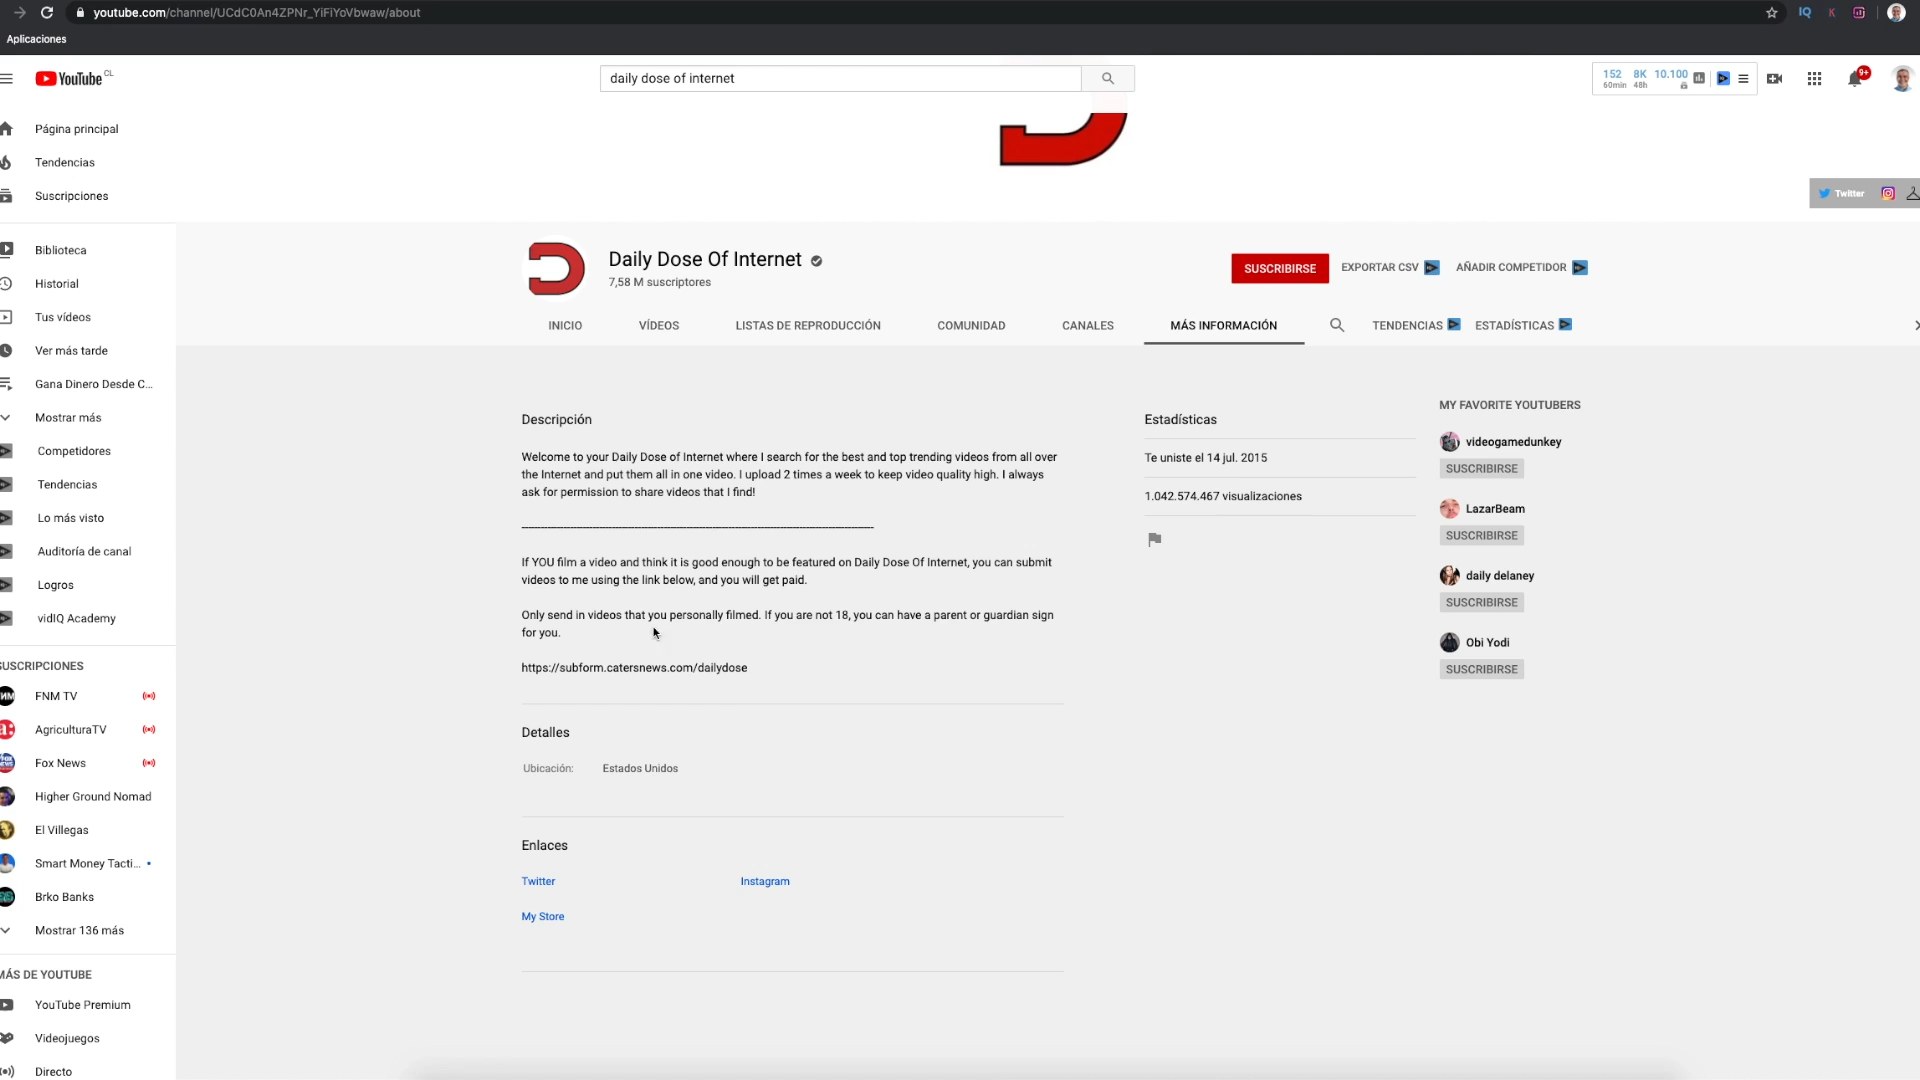 youtube.com/channel/UCdC0An4ZPNr_YiFiYoVbwaw/about
IQ
K
Aplicaciones
YouTube CL
daily dose of internet
152 8K 10.100
60min 48h
9+
Página principal
Tendencias
Suscripciones
Twitter
Biblioteca
Historial
Tus vídeos
Ver más tarde
Gana Dinero Desde C...
Mostrar más
Competidores
Tendencias
Lo más visto
Auditoría de canal
Logros
vidIQ Academy
SUSCRIPCIONES
FNM TV
AgriculturaTV
Fox News
Higher Ground Nomad
El Villegas
Smart Money Tacti...
Brko Banks
Mostrar 136 más
MÁS DE YOUTUBE
YouTube Premium
Videojuegos
Directo
Daily Dose Of Internet
7,58 M suscriptores
SUSCRIBIRSE
EXPORTAR CSV
AÑADIR COMPETIDOR
INICIO
VÍDEOS
LISTAS DE REPRODUCCIÓN
COMUNIDAD
CANALES
MÁS INFORMACIÓN
TENDENCIAS
ESTADÍSTICAS
Descripción
Welcome to your Daily Dose of Internet where I search for the best and top trending videos from all over
the Internet and put them all in one video. I upload 2 times a week to keep video quality high. I always
ask for permission to share videos that I find!
If YOU film a video and think it is good enough to be featured on Daily Dose Of Internet, you can submit
videos to me using the link below, and you will get paid.
Only send in videos that you personally filmed. If you are not 18, you can have a parent or guardian sign
for you.
https://subform.catersnews.com/dailydose
Detalles
Ubicación: Estados Unidos
Enlaces
Twitter
Instagram
My Store
Estadísticas
Te uniste el 14 jul. 2015
1.042.574.467 visualizaciones
MY FAVORITE YOUTUBERS
videogamedunkey
SUSCRIBIRSE
LazarBeam
SUSCRIBIRSE
daily delaney
SUSCRIBIRSE
Obi Yodi
SUSCRIBIRSE